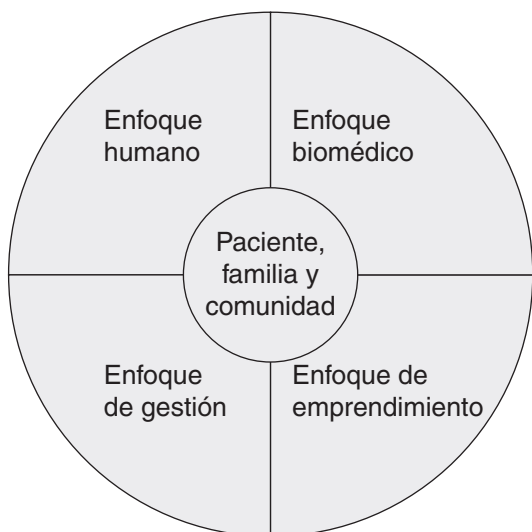 Enfoque
humano
Enfoque
biomédico
Paciente,
familia y
comunidad
Enfoque
de gestión
Enfoque de
emprendimiento